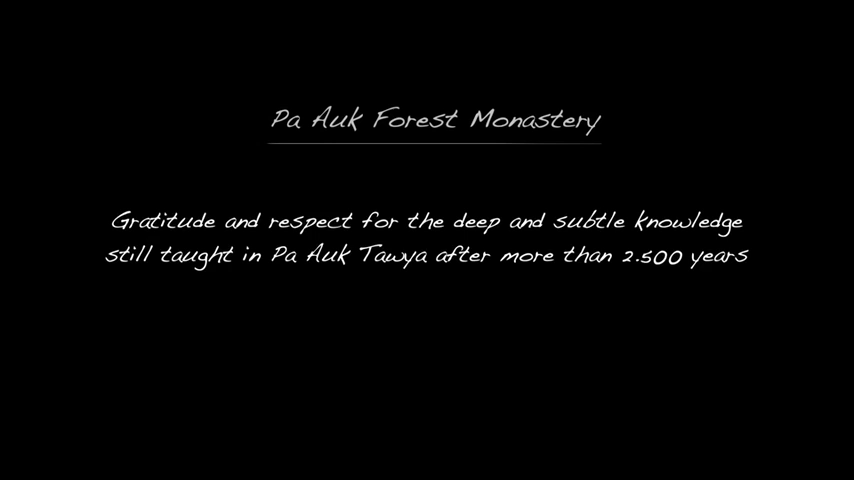 Pa Auk Forest Monastery
Gratitude and respect for the deep and subtle knowledge
still taught in Pa Auk Tawya after more than 2.500 years